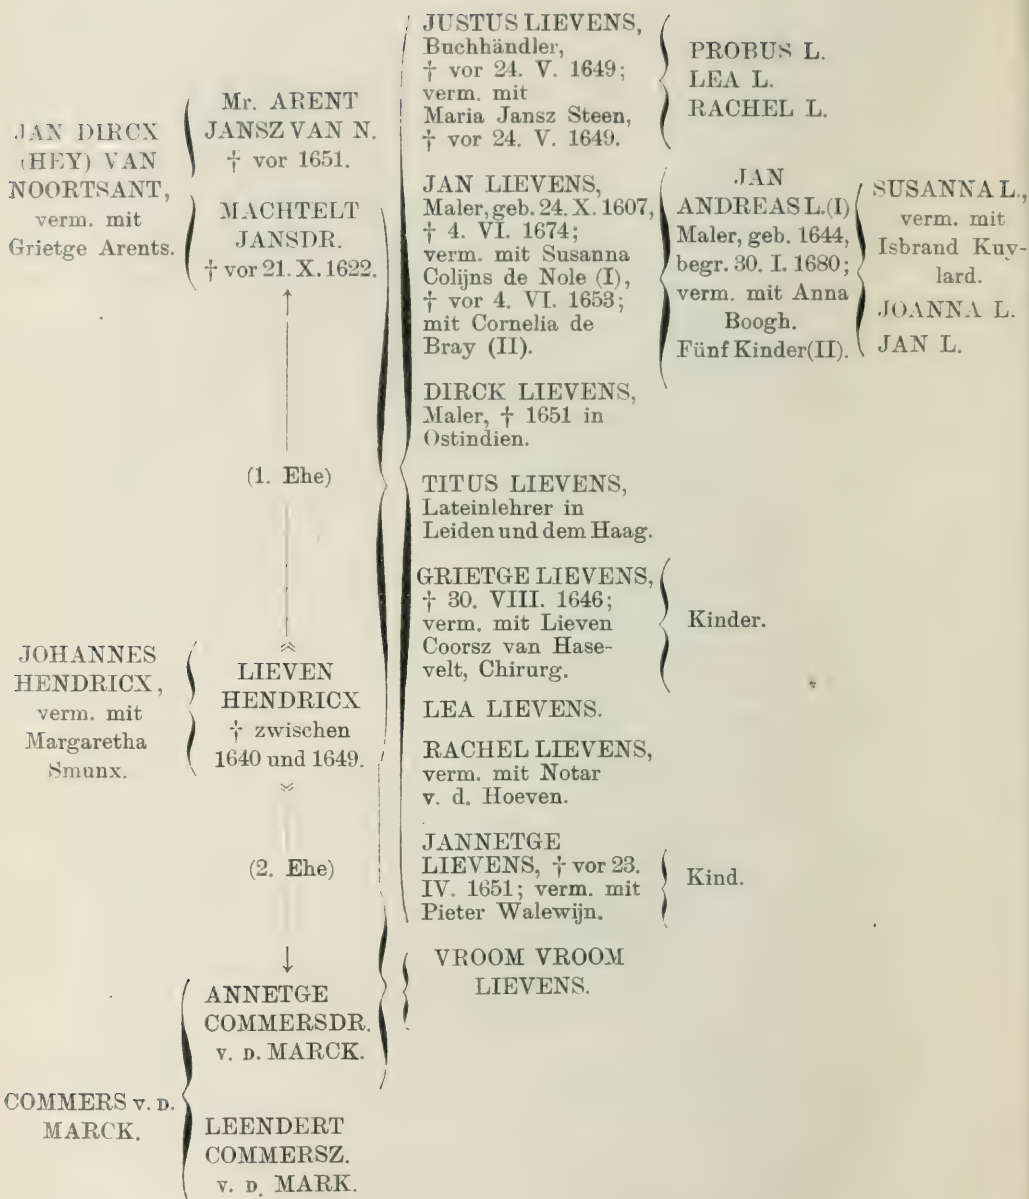 JAN DIRCX
(HEY) VAN
NOORTSANT,
verm. mit
Grietge Arents.
Mr. ARENT
JANSZ VAN N.
† vor 1651.
MACHTELT
JANSDR.
† vor 21. X. 1622.
(1. Ehe)
JOHANNES
HENDRICX,
verm. mit
Margaretha
Smunx.
LIEVEN
HENDRICX
† zwischen
1640 und 1649.
(2. Ehe)
COMMERS v. D.
MARCK.
ANNETGE
COMMERSDR.
v. D. MARCK.
LEENDERT
COMMERSZ.
v. D. MARK.
JUSTUS LIEVENS,
Buchhändler,
† vor 24. V. 1649;
verm. mit
Maria Jansz Steen,
† vor 24. V. 1649.
PROBUS L.
LEA L.
RACHEL L.
JAN LIEVENS,
Maler, geb. 24. X. 1607,
† 4. VI. 1674;
verm. mit Susanna
Colijns de Nole (I),
† vor 4. VI. 1653;
mit Cornelia de
Bray (II).
JAN
ANDREAS L.(I)
Maler, geb. 1644,
begr. 30. I. 1680;
verm. mit Anna
Boogh.
Fünf Kinder(II).
SUSANNA L.,
verm. mit
Isbrand Kuy-
lard.
JOANNA L.
JAN L.
DIRCK LIEVENS,
Maler, † 1651 in
Ostindien.
TITUS LIEVENS,
Lateinlehrer in
Leiden und dem Haag.
GRIETGE LIEVENS,
† 30. VIII. 1646;
verm. mit Lieven
Coorsz van Hase-
velt, Chirurg.
Kinder.
LEA LIEVENS.
RACHEL LIEVENS,
verm. mit Notar
v. d. Hoeven.
JANNETGE
LIEVENS, † vor 23.
IV. 1651; verm. mit
Pieter Walewijn.
Kind.
VROOM VROOM
LIEVENS.